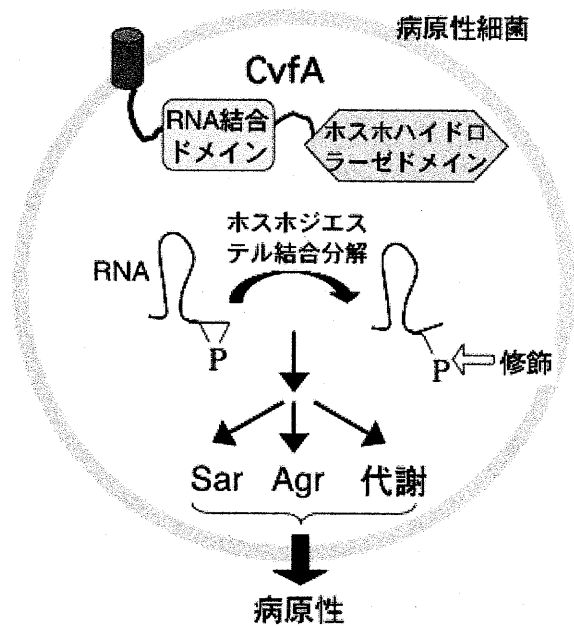 病原性細菌
CvfA
RNA結合
ドメイン
ホスホハイドロ
ラーゼドメイン
ホスホジエス
テル結合分解
RNA
P
P
修飾
Sar Agr 代謝
病原性